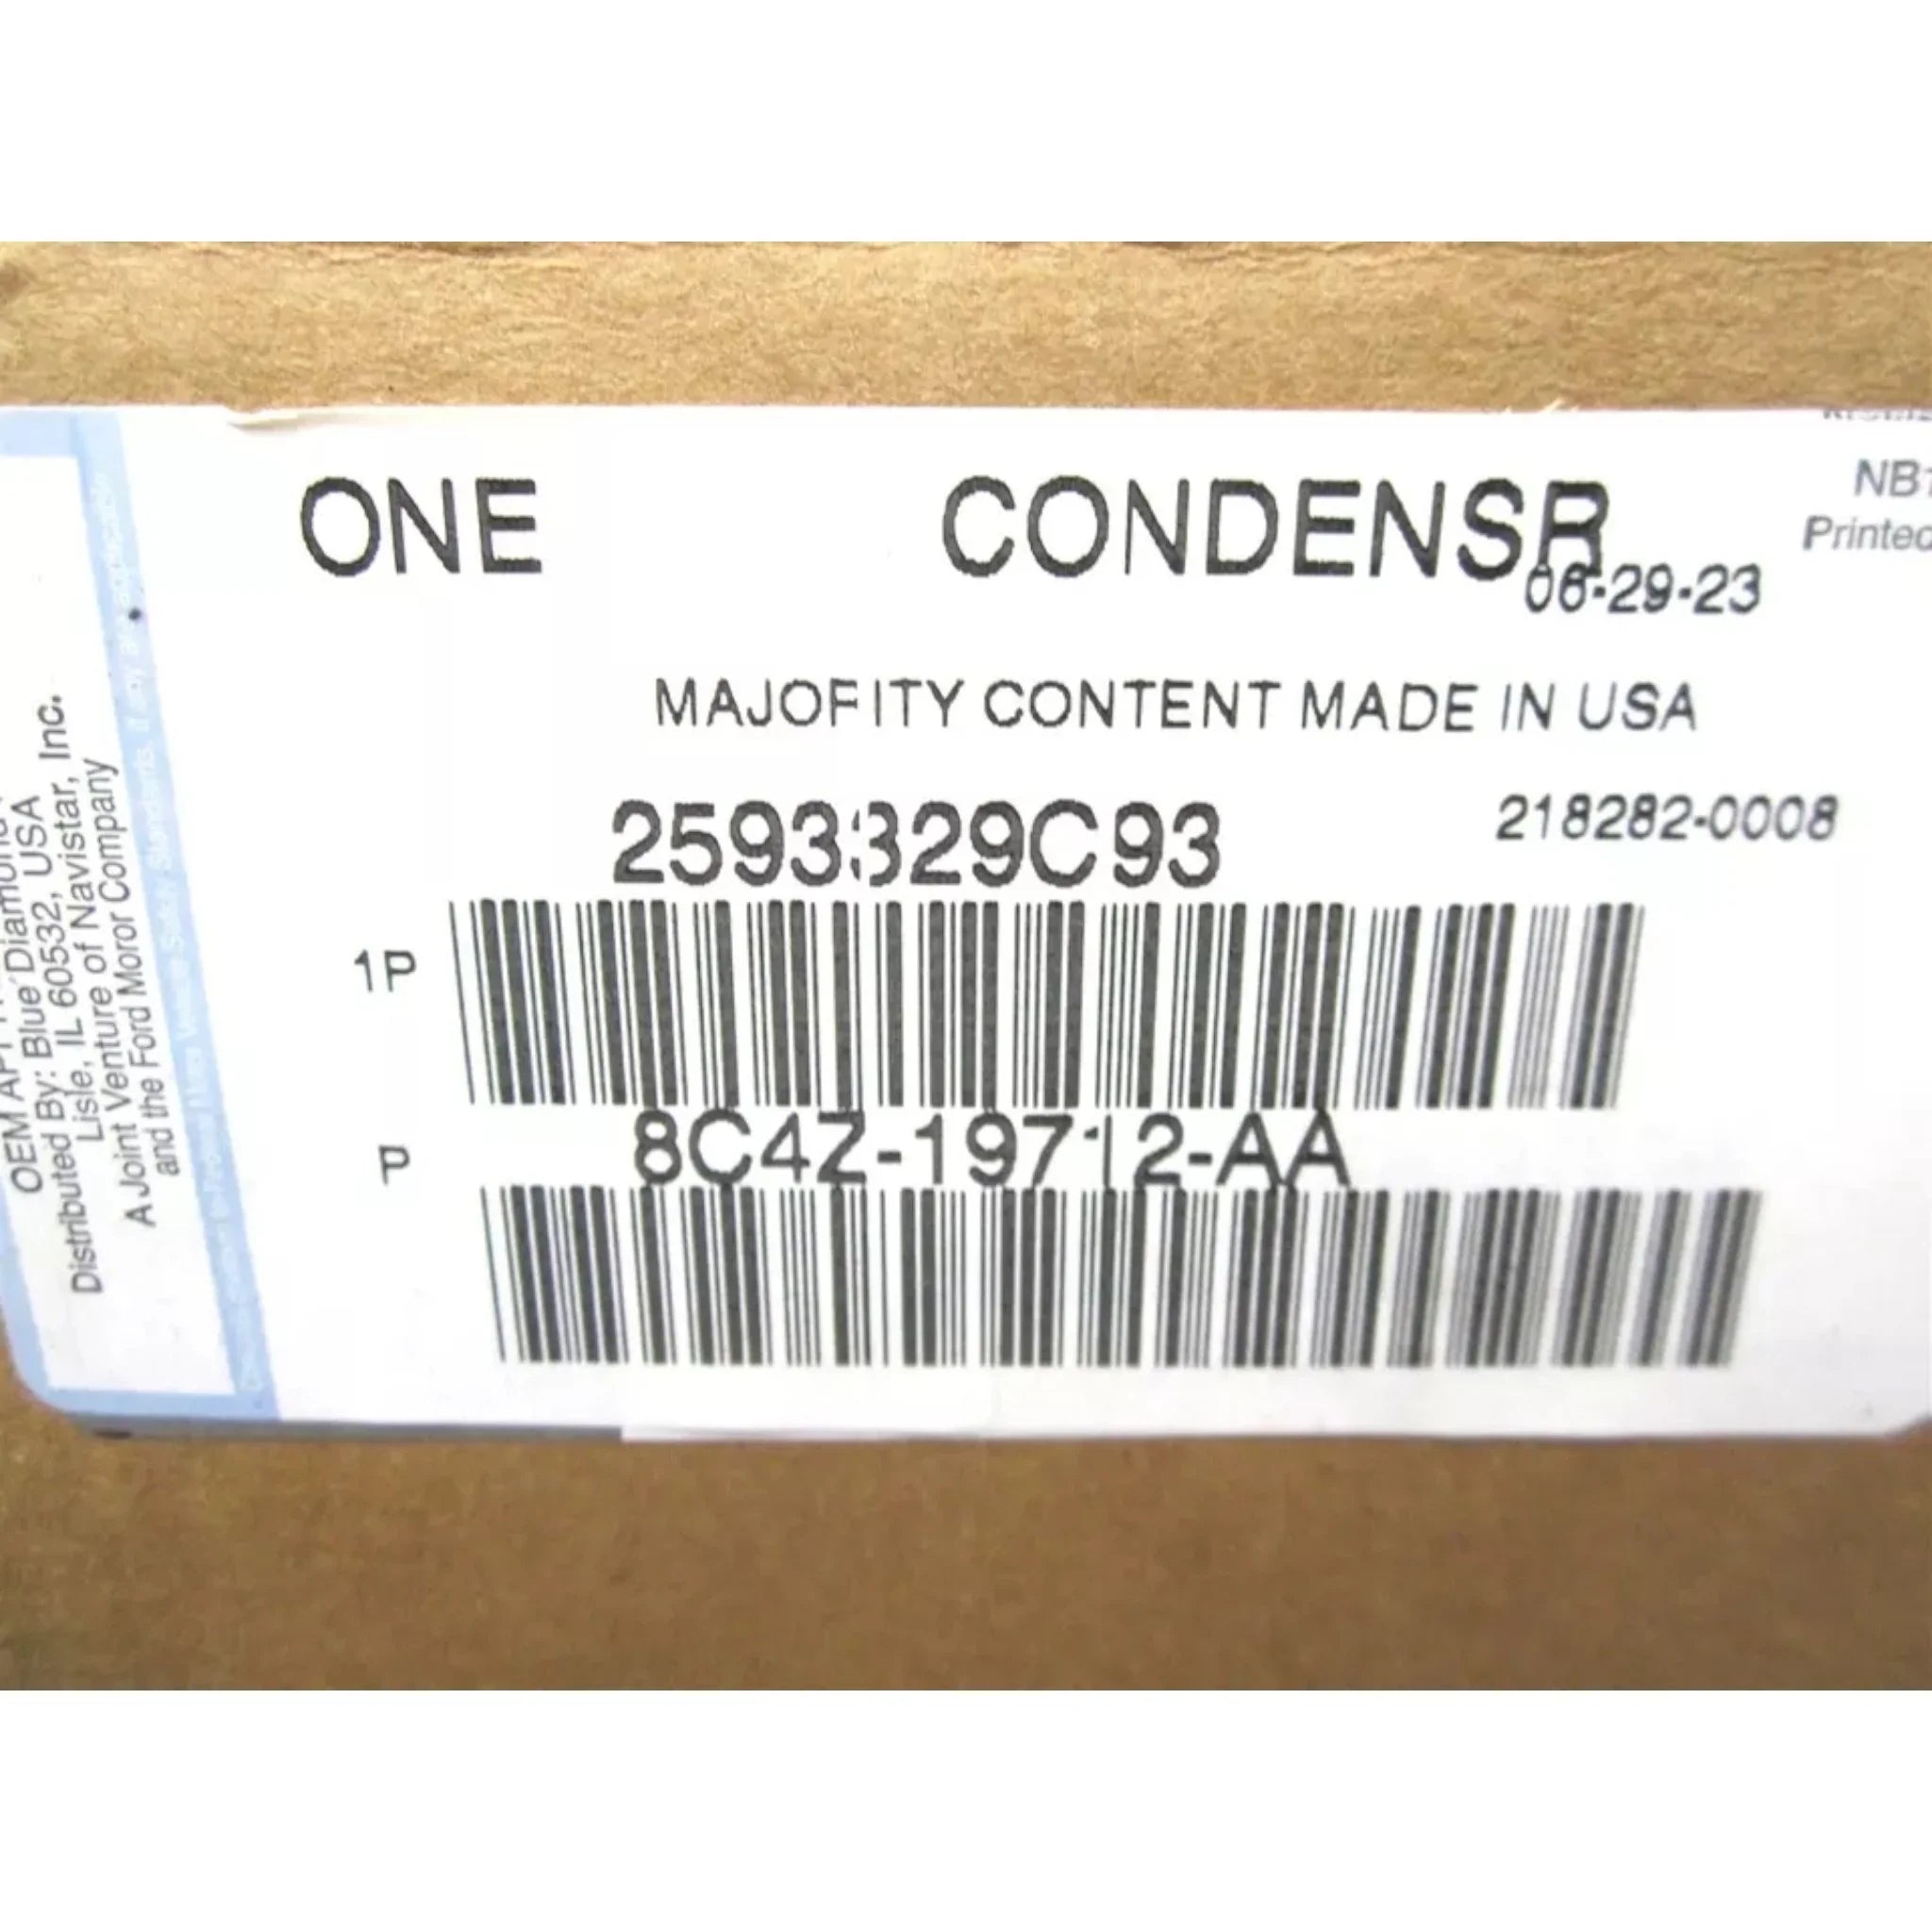 ONE CONDENSR
06-29-23
NB1
Printed
MAJORITY CONTENT MADE IN USA
2593329C93 218282-0008
1P
8C4Z-19712-AA
P
OEM
Distributed By: Blue Diamond
Lisle, IL 60532, USA
A Joint Venture of Navistar, Inc.
and the Ford Moror Company